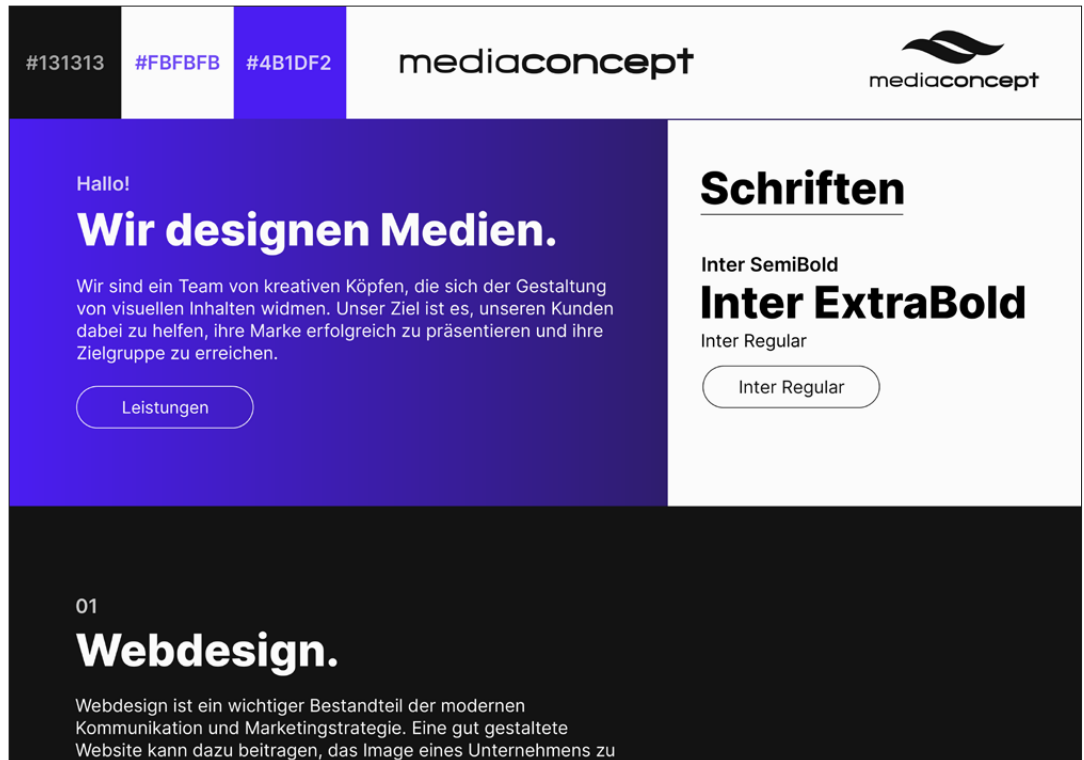 #131313
#FBFBFB
#4B1DF2
mediaconcept
mediaconcept
Hallo!
Wir designen Medien.
Wir sind ein Team von kreativen Köpfen, die sich der Gestaltung
von visuellen Inhalten widmen. Unser Ziel ist es, unseren Kunden
dabei zu helfen, ihre Marke erfolgreich zu präsentieren und ihre
Zielgruppe zu erreichen.
Leistungen
Schriften
Inter SemiBold
Inter ExtraBold
Inter Regular
Inter Regular
01
Webdesign.
Webdesign ist ein wichtiger Bestandteil der modernen
Kommunikation und Marketingstrategie. Eine gut gestaltete
Website kann dazu beitragen, das Image eines Unternehmens zu